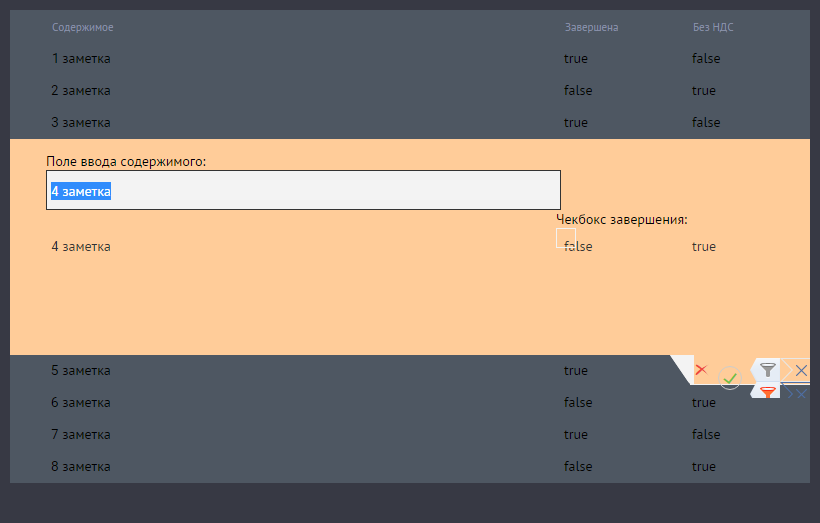 Содержимое Завершена Без НДС
1 заметка true false
2 заметка false true
3 заметка true false
Поле ввода содержимого:
4 заметка
Чекбокс завершения:
4 заметка false true
5 заметка true
6 заметка false true
7 заметка true false
8 заметка false true